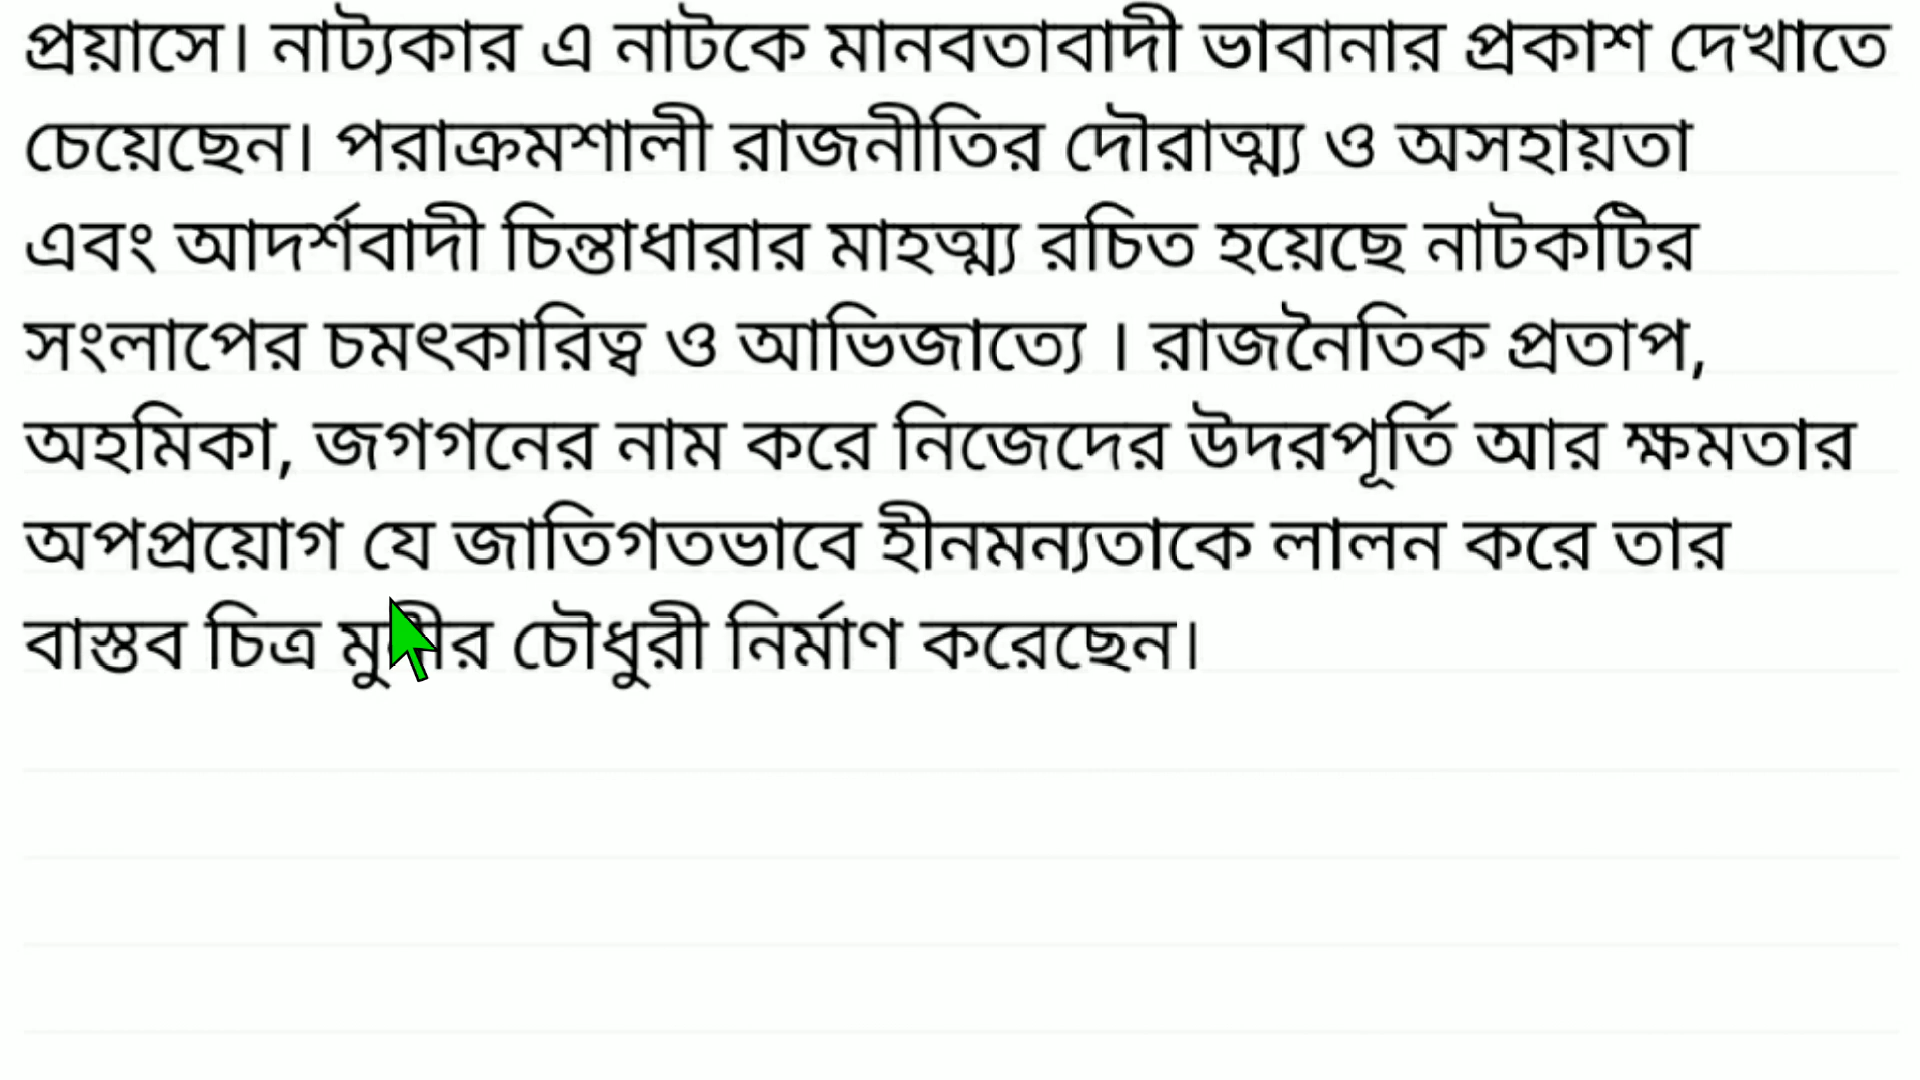 প্রয়াসে। নাট্যকার এ নাটকে মানবতাবাদী ভাবানার প্রকাশ দেখাতে
চেয়েছেন। পরাক্রমশালী রাজনীতির দৌরাত্ম্য ও অসহায়তা
এবং আদর্শবাদী চিন্তাধারার মাহত্ম্য রচিত হয়েছে নাটকটির
সংলাপের চমৎকারিত্ব ও আভিজাত্যে । রাজনৈতিক প্রতাপ,
অহমিকা, জগগনের নাম করে নিজেদের উদরপূর্তি আর ক্ষমতার
অপপ্রয়োগ যে জাতিগতভাবে হীনমন্যতাকে লালন করে তার
বাস্তব চিত্র মুনীর চৌধুরী নির্মাণ করেছেন।